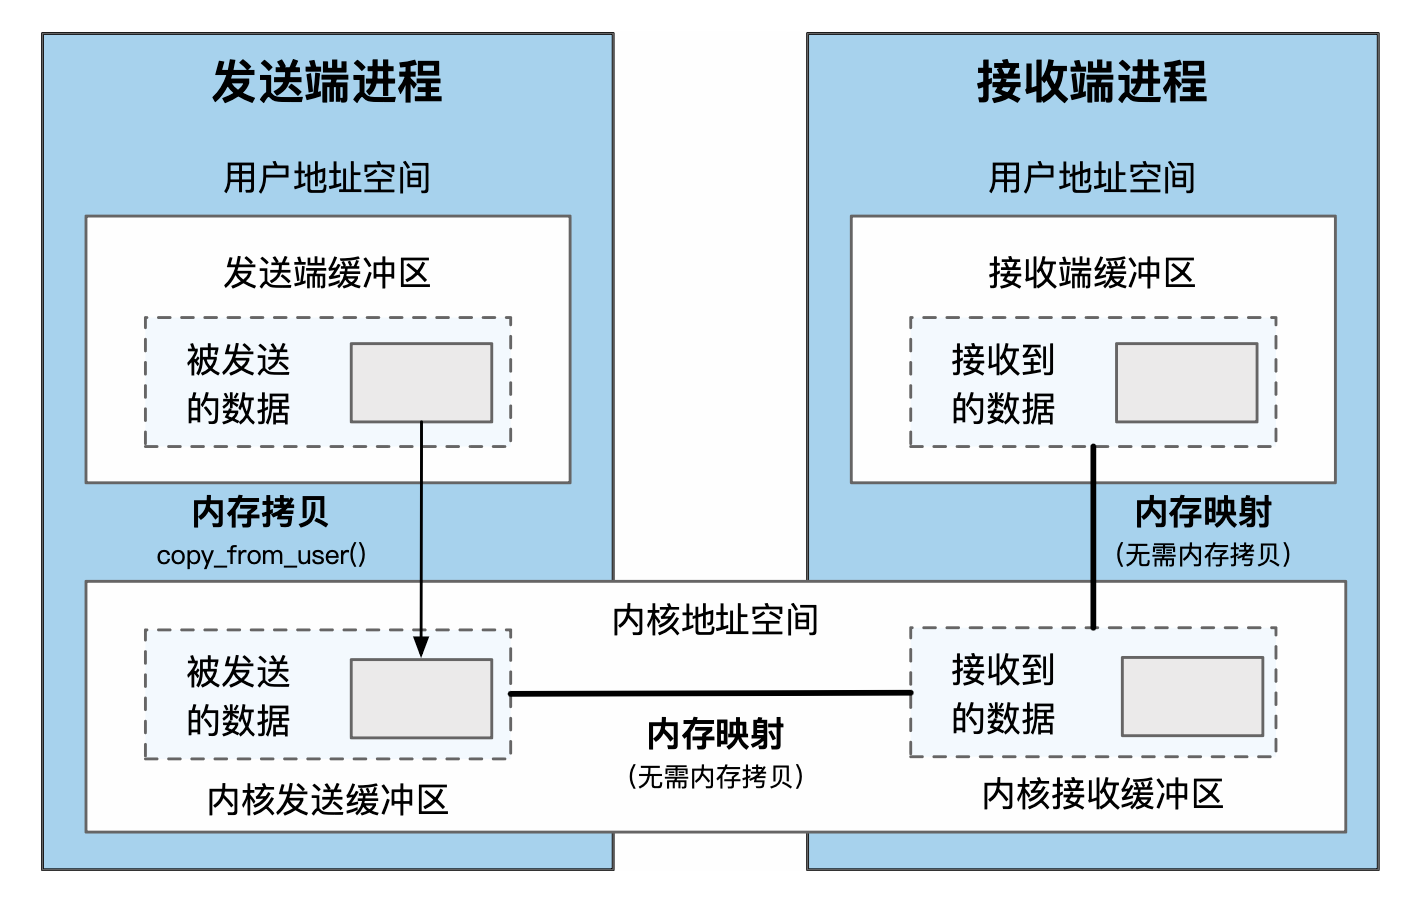 发送端进程
用户地址空间
发送端缓冲区
被发送
的数据
内存拷贝
copy_from_user()
接收端进程
用户地址空间
接收端缓冲区
接收到
的数据
内存映射
(无需内存拷贝)
内核地址空间
被发送
的数据
内核发送缓冲区
内存映射
(无需内存拷贝)
接收到
的数据
内核接收缓冲区